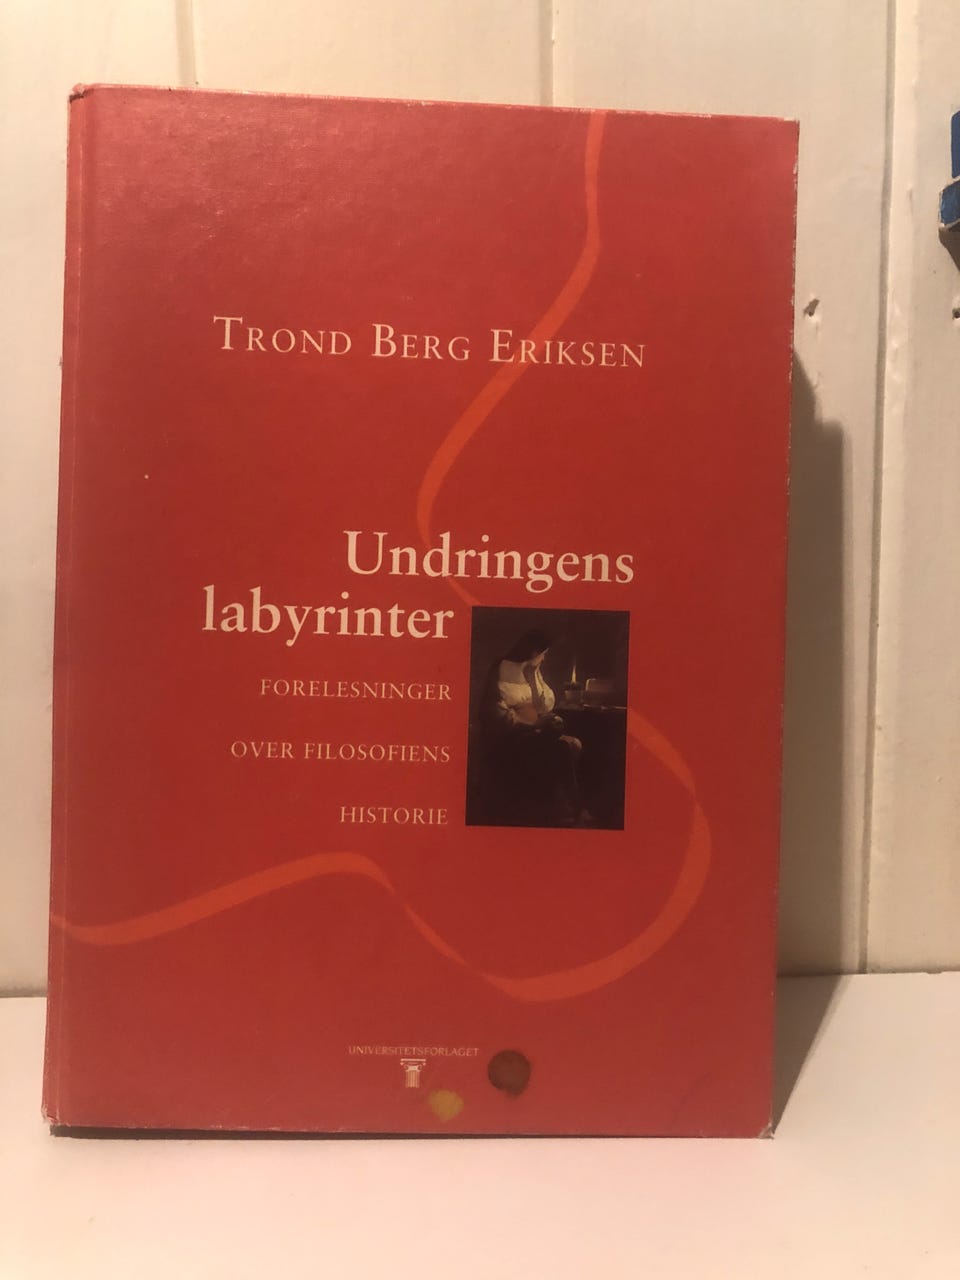 TROND BERG ERIKSEN
Undringens
labyrinter
FORELESNINGER
OVER FILOSOFIENS
HISTORIE
UNIVERSITETSFORLAGET